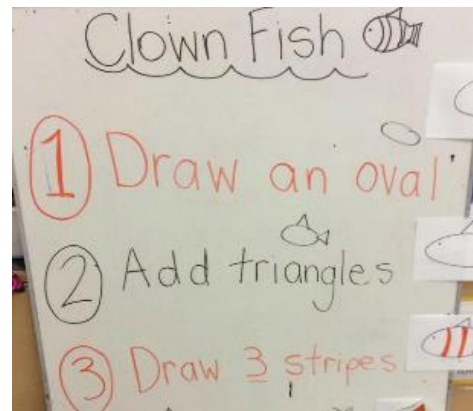 Clown Fish
1 Draw an oval
2 Add triangles
3 Draw 3 stripes